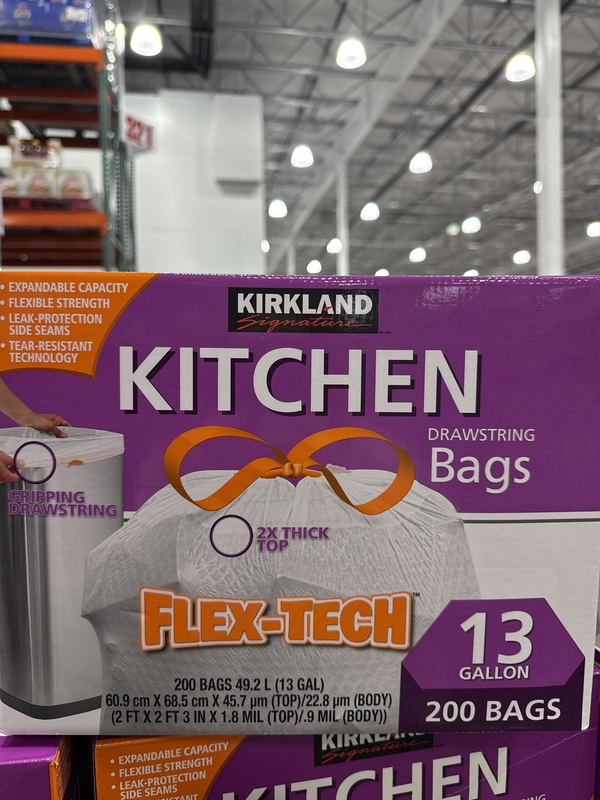 221
• EXPANDABLE CAPACITY
• FLEXIBLE STRENGTH
• LEAK-PROTECTION
SIDE SEAMS
• TEAR-RESISTANT
TECHNOLOGY
KIRKLAND
Signature
KITCHEN
DRAWSTRING
Bags
GRIPPING
DRAWSTRING
2X THICK
TOP
FLEX-TECH™
13
GALLON
200 BAGS
200 BAGS 49.2 L (13 GAL)
60.9 cm X 68.5 cm X 45.7 µm (TOP)/22.8 µm (BODY)
(2 FT X 2 FT 3 IN X 1.8 MIL (TOP)/.9 MIL (BODY))
• EXPANDABLE CAPACITY
• FLEXIBLE STRENGTH
• LEAK-PROTECTION
SIDE SEAMS
KIRKLAND
Signature
KITCHEN